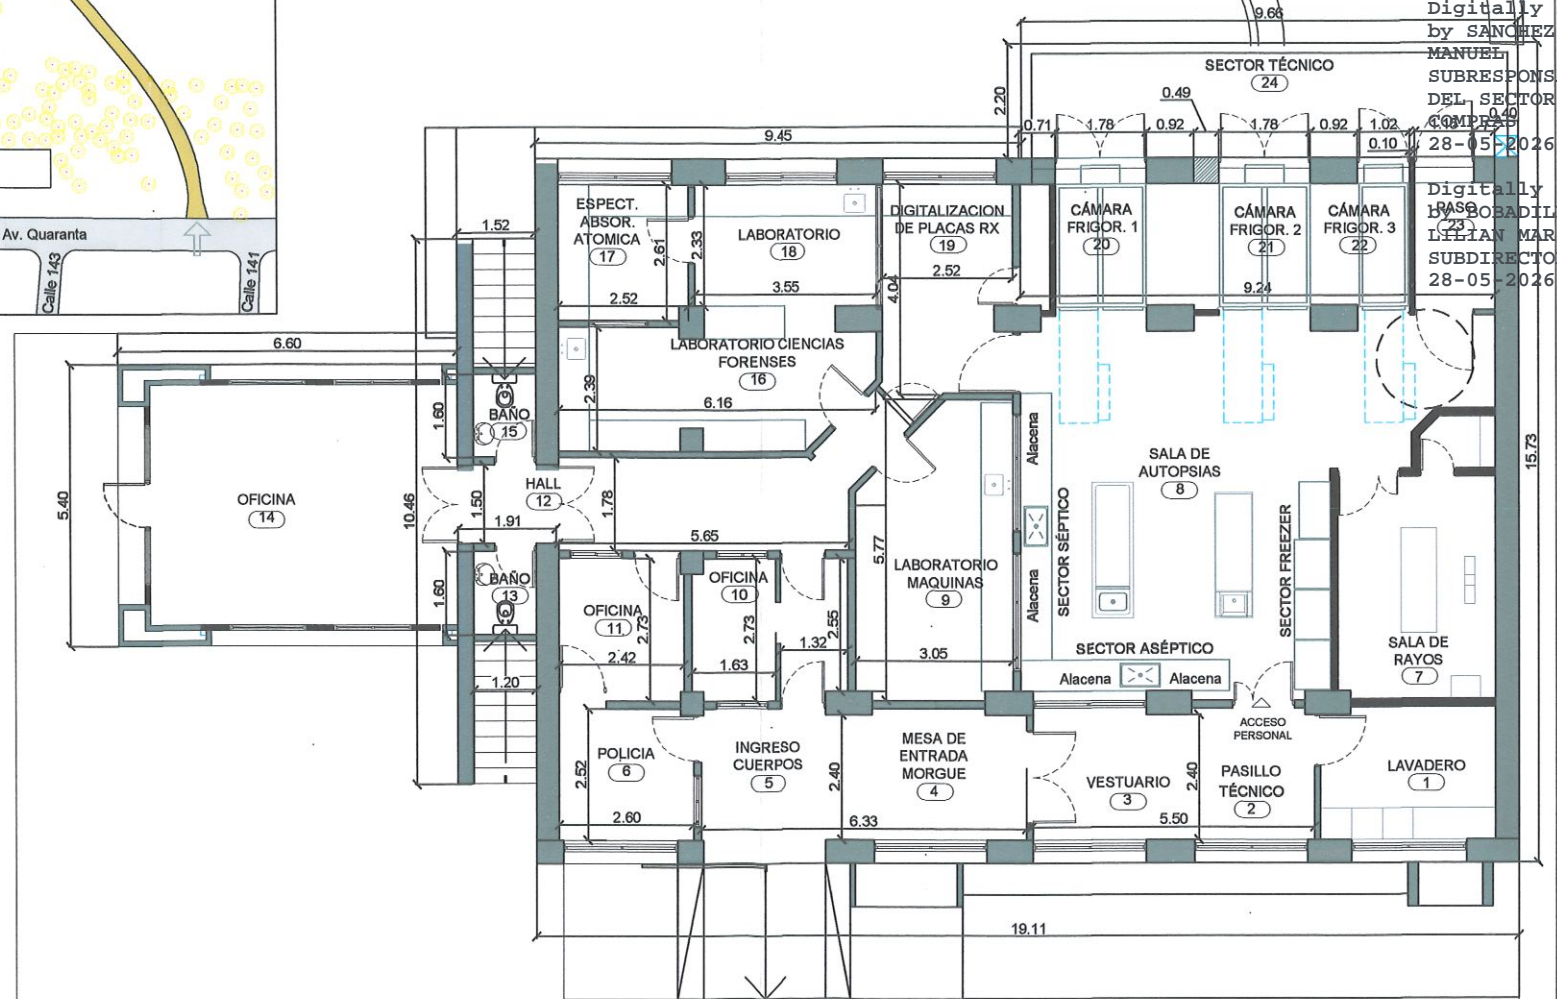 Av. Quaranta
Calle 143
Calle 141
Digitally
by SANCHEZ
MANUEL
SUBRESPONS
DEL SECTOR
COMPRAS
28-05-2026
Digitally
by BOBADIL
LILIAN MAR
SUBDIRECTO
28-05-2026
9.66
SECTOR TÉCNICO
24
2.20
0.49
0.40
9.45
0.71
1.78
0.92
1.78
0.92
1.02
0.10
1.52
ESPECT.
ABSOR.
ATOMICA
17
2.61
2.33
2.52
LABORATORIO
18
3.55
DIGITALIZACION
DE PLACAS RX
19
2.52
4.04
CÁMARA
FRIGOR. 1
20
CÁMARA
FRIGOR. 2
21
CÁMARA
FRIGOR. 3
22
PASO
23
9.24
6.60
LABORATORIO CIENCIAS
FORENSES
16
2.39
6.16
1.60
BAÑO
15
5.40
OFICINA
14
10.46
1.50
HALL
12
1.91
1.78
5.65
1.60
BAÑO
13
1.20
Alacena
SECTOR SÉPTICO
Alacena
SALA DE
AUTOPSIAS
8
15.73
5.77
LABORATORIO
MAQUINAS
9
3.05
SECTOR FREEZER
OFICINA
10
2.73
1.63
2.55
1.32
OFICINA
11
2.73
2.42
SECTOR ASÉPTICO
Alacena
Alacena
SALA DE
RAYOS
7
ACCESO
PERSONAL
POLICIA
6
2.52
2.60
INGRESO
CUERPOS
5
2.40
MESA DE
ENTRADA
MORGUE
4
6.33
VESTUARIO
3
2.40
5.50
PASILLO
TÉCNICO
2
LAVADERO
1
19.11